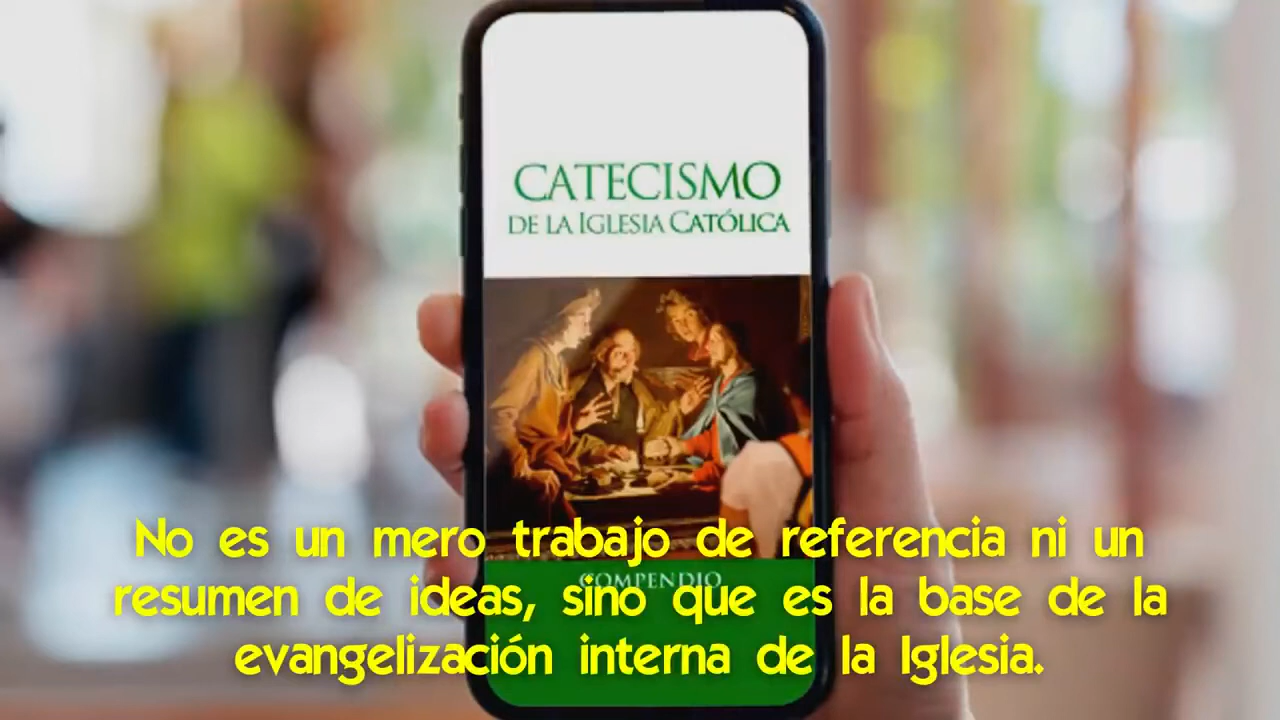 CATECISMO
DE LA IGLESIA CATÓLICA
No es un mero trabajo de referencia ni un
COMPENDIO
resumen de ideas, sino que es la base de la
evangelización interna de la Iglesia.